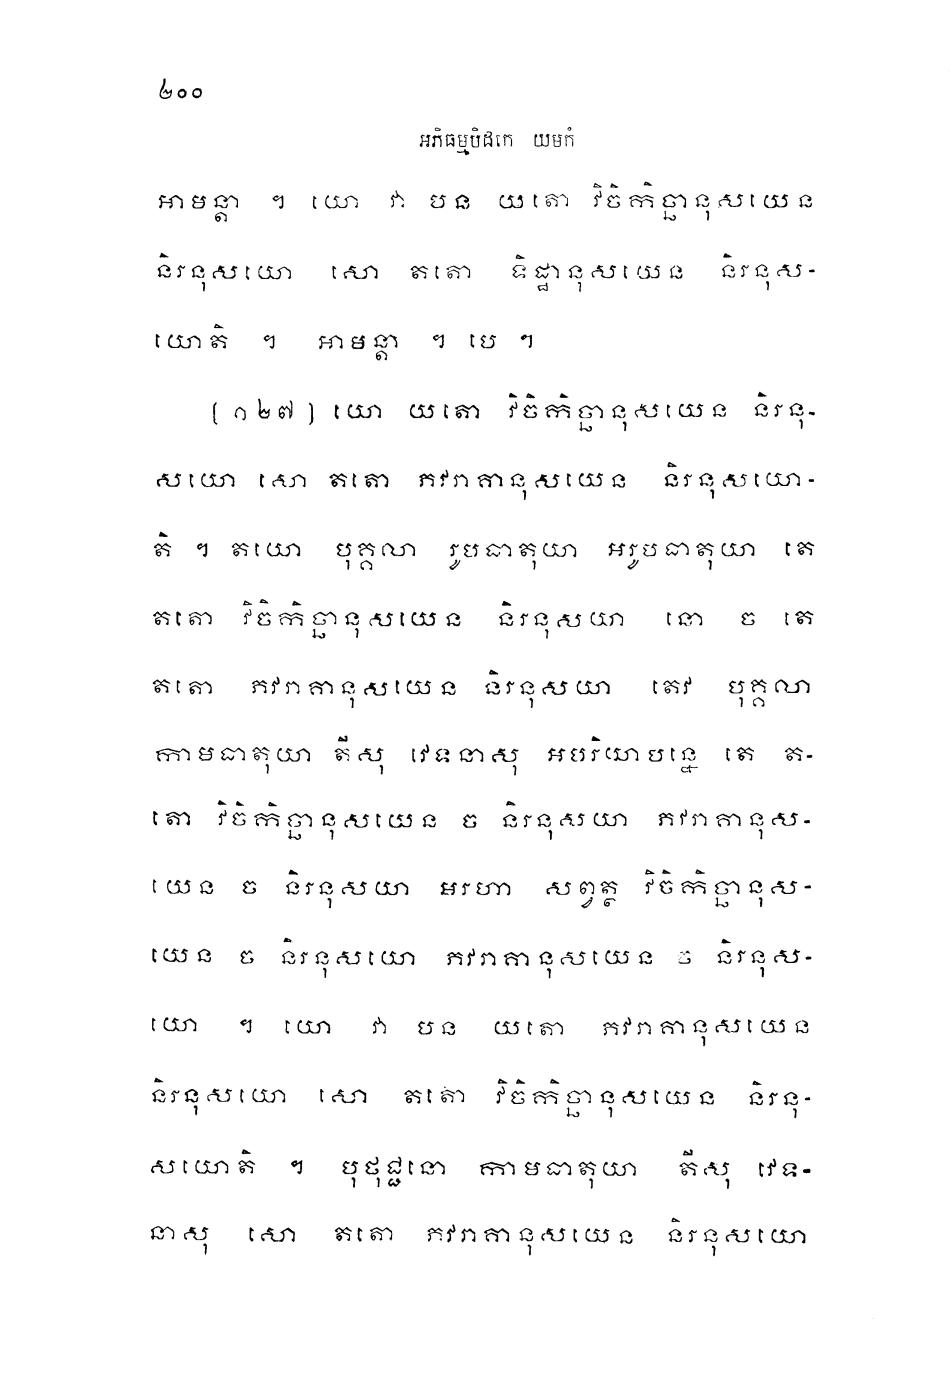 ២០០
អភិធម្មបិដកេ យមកំ
អាមន្តា ។ យោ វា បន យតោ វិចិកិច្ឆានុសយេន
និរនុសយោ សោ តតោ ទិដ្ឋានុសយេន និរនុស-
យោតិ ។ អាមន្តា ។ បេ ។
(១២៧) យោ យតោ វិចិកិច្ឆានុសយេន និរនុ-
សយោ សោ តតោ ភវរាគានុសយេន និរនុសយោ-
តិ ។ តយោ បុគ្គលា រូបធាតុយា អរូបធាតុយា តេ
តតោ វិចិកិច្ឆានុសយេន និរនុសយា នោ ច តេ
តតោ ភវរាគានុសយេន និរនុសយា តេវ បុគ្គលា
កាមធាតុយា តីសុ វេទនាសុ អបរិយាបន្នេ តេ ត-
តោ វិចិកិច្ឆានុសយេន ច និរនុសយា ភវរាគានុស-
យេន ច និរនុសយា អរហា សព្វត្ថ វិចិកិច្ឆានុស-
យេន ច និរនុសយោ ភវរាគានុសយេន ច និរនុស-
យោ ។ យោ វា បន យតោ ភវរាគានុសយេន
និរនុសយោ សោ តតោ វិចិកិច្ឆានុសយេន និរនុ-
សយោតិ ។ បុថុជ្ជនោ កាមធាតុយា តីសុ វេទ-
នាសុ សោ តតោ ភវរាគានុសយេន និរនុសយោ